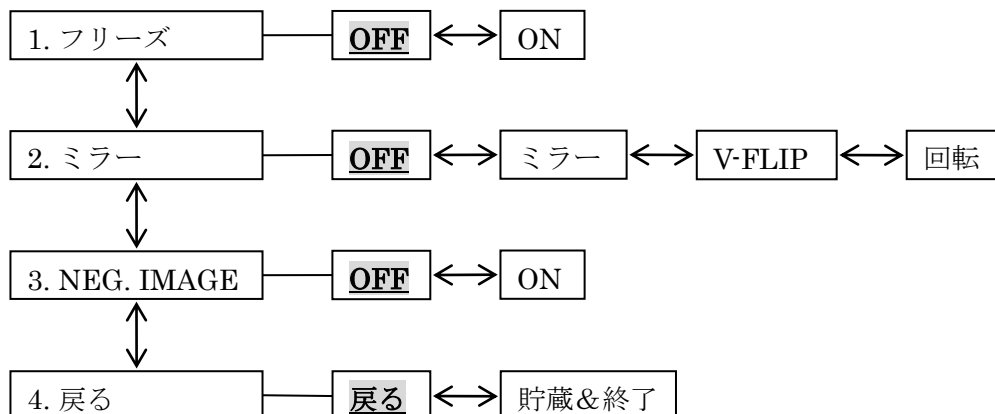 1. フリーズ OFF ON
2. ミラー OFF ミラー V-FLIP 回転
3. NEG. IMAGE OFF ON
4. 戻る 戻る 貯蔵＆終了